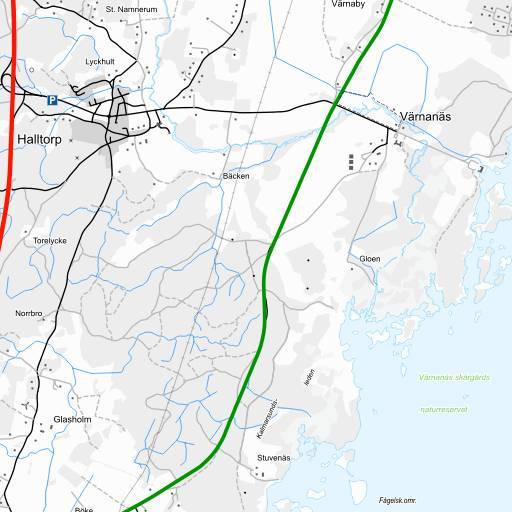 St. Namnerum
Värnaby
Lyckhult
P
Värnanäs
Halltorp
Bäcken
Torelycke
Gloen
Norrbro
Värnanäs skärgårds
naturreservat
Kalmarsunds-
leden
Glasholm
Stuvenäs
Fågelsk.omr.
Böke